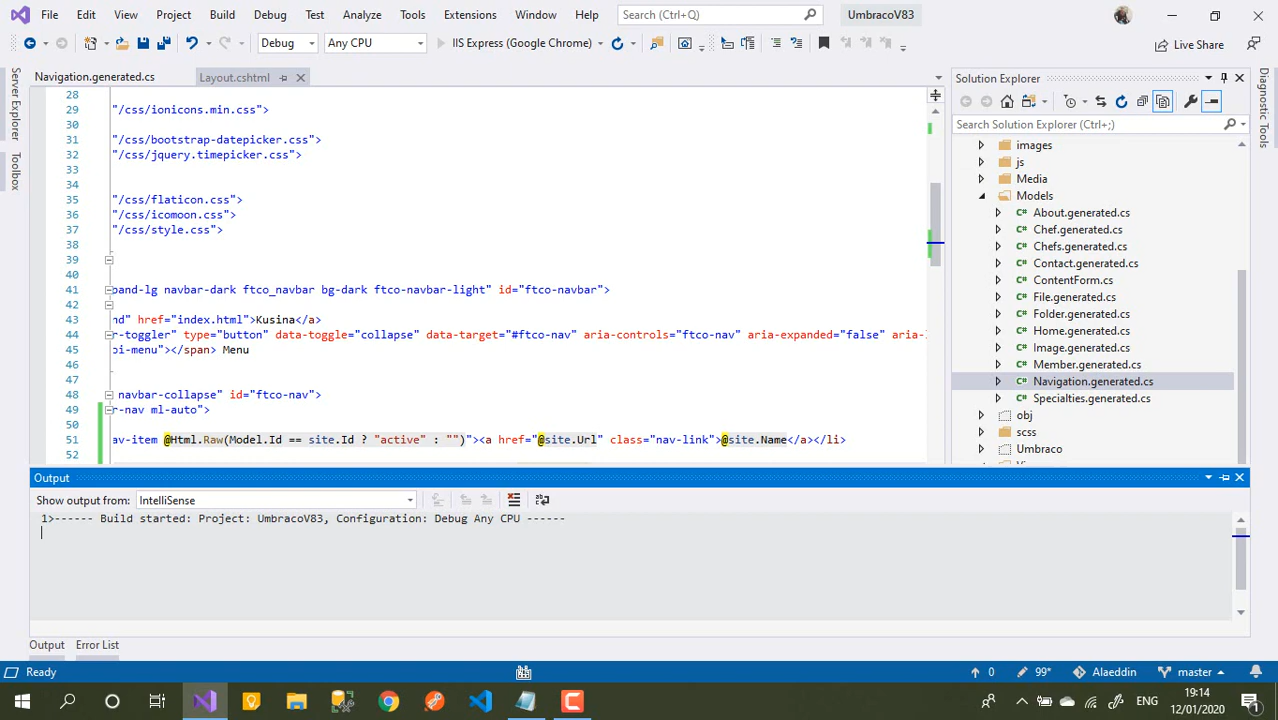 File Edit View Project Build Debug Test Analyze Tools Extensions Window Help Search (Ctrl+Q) UmbracoV83
Debug Any CPU IIS Express (Google Chrome) Live Share
Navigation.generated.cs Layout.cshtml
28
29 "/css/ionicons.min.css">
30
31 "/css/bootstrap-datepicker.css">
32 "/css/jquery.timepicker.css">
33
34
35 "/css/flaticon.css">
36 "/css/icomoon.css">
37 "/css/style.css">
38
39
40
41 pand-lg navbar-dark ftco_navbar bg-dark ftco-navbar-light" id="ftco-navbar">
42
43 nd" href="index.html">Kusina</a>
44 r-toggler" type="button" data-toggle="collapse" data-target="#ftco-nav" aria-controls="ftco-nav" aria-expanded="false" aria-l
45 oi-menu"></span> Menu
46
47
48 navbar-collapse" id="ftco-nav">
49 r-nav ml-auto">
50
51 av-item @Html.Raw(Model.Id == site.Id ? "active" : "")"><a href="@site.Url" class="nav-link">@site.Name</a></li>
52
Server Explorer
Toolbox
Solution Explorer
Search Solution Explorer (Ctrl+;)
images
js
Media
Models
C# About.generated.cs
C# Chef.generated.cs
C# Chefs.generated.cs
C# Contact.generated.cs
C# ContentForm.cs
C# File.generated.cs
C# Folder.generated.cs
C# Home.generated.cs
C# Image.generated.cs
C# Member.generated.cs
C# Navigation.generated.cs
C# Specialties.generated.cs
obj
scss
Umbraco
Diagnostic Tools
Output
Show output from: IntelliSense
1>------ Build started: Project: UmbracoV83, Configuration: Debug Any CPU ------
Output Error List
Ready 0 99* Alaeddin master
ENG 19:14
12/01/2020
1